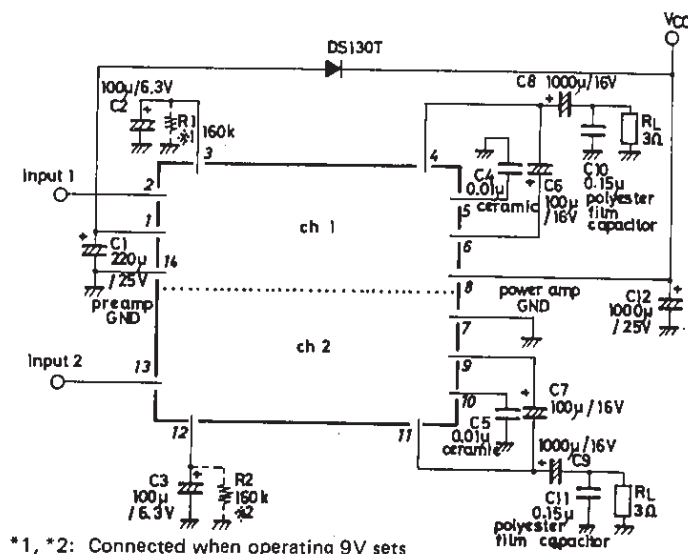 VCC
DS130T
100µ/6.3V
C2
R1
*1
160k
3
4
C8
1000µ/16V
RL
3Ω
C4
0.01µ
ceramic
C6
100µ
/16V
C10
0.15µ
polyester
film
capacitor
Input 1
2
1
ch 1
5
6
C1
220µ
/25V
14
preamp
GND
8
power amp
GND
C12
1000µ
/25V
7
ch 2
Input 2
13
9
10
C7
100µ/16V
C5
0.01µ
ceramic
12
11
1000µ/16V
C9
C3
100µ
/6.3V
R2
160k
*2
C11
0.15µ
polyester
film capacitor
RL
3Ω
*1, *2: Connected when operating 9V sets